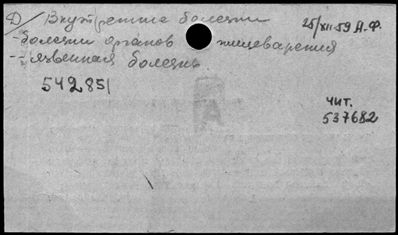 Д) Внутренние болезни 25/XII-59 А.Ф.
- болезни органов пищеварения
- язвенная болезнь.
542851
чит.
537682